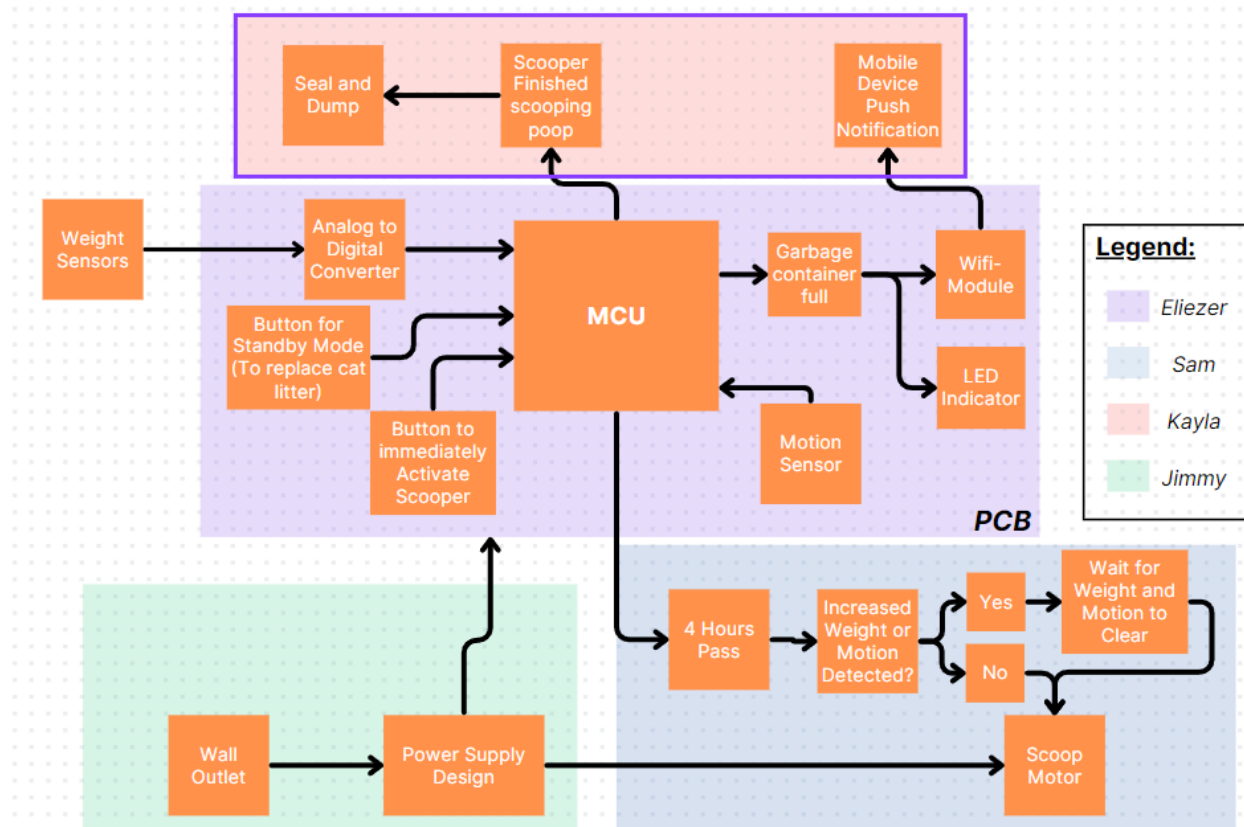 Seal and
Dump
Scooper
Finished
scooping
poop
Mobile
Device
Push
Notification
Weight
Sensors
Analog to
Digital
Converter
MCU
Garbage
container
full
Wifi-
Module
Button for
Standby Mode
(To replace cat
litter)
LED
Indicator
Button to
immediately
Activate
Scooper
Motion
Sensor
PCB
Legend:
Eliezer
Sam
Kayla
Jimmy
4 Hours
Pass
Increased
Weight or
Motion
Detected?
Yes
No
Wait for
Weight and
Motion to
Clear
Wall
Outlet
Power Supply
Design
Scoop
Motor